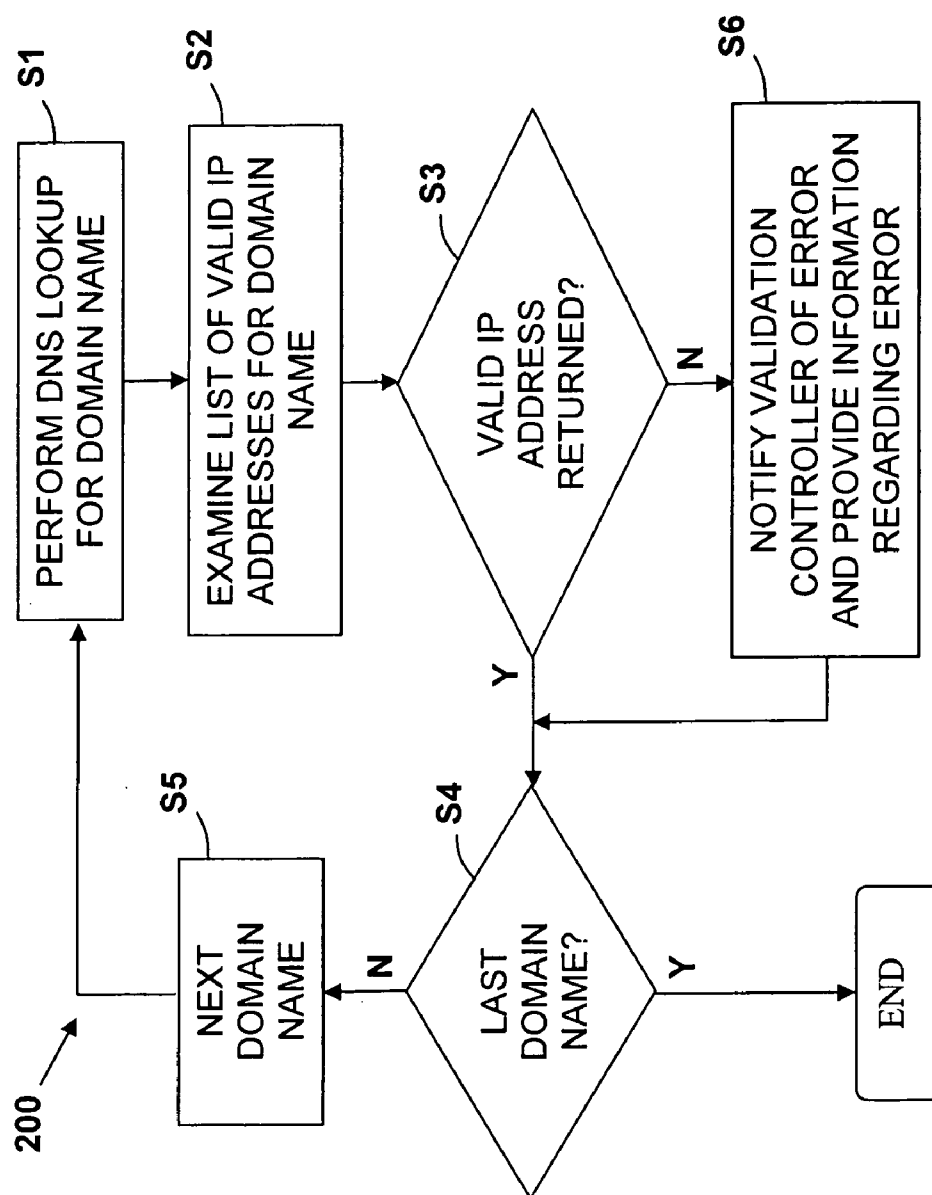 200
S1
PERFORM DNS LOOKUP
FOR DOMAIN NAME
S2
EXAMINE LIST OF VALID IP
ADDRESSES FOR DOMAIN
NAME
S3
VALID IP
ADDRESS
RETURNED?
Y
N
S6
NOTIFY VALIDATION
CONTROLLER OF ERROR
AND PROVIDE INFORMATION
REGARDING ERROR
S4
LAST
DOMAIN
NAME?
N
Y
S5
NEXT
DOMAIN
NAME
END